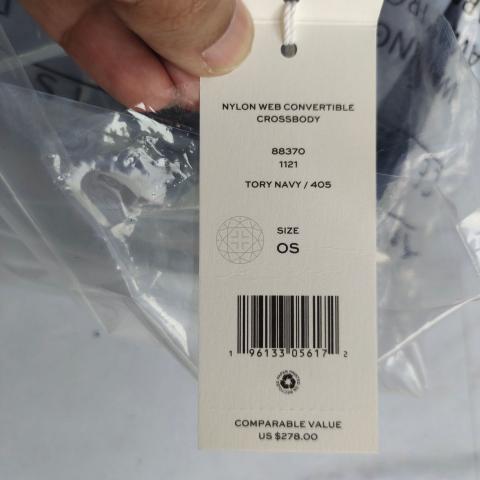 NYLON WEB CONVERTIBLE
CROSSBODY
88370
1121
TORY NAVY / 405
SIZE
OS
1 96133 05617 2
COMPARABLE VALUE
US $278.00